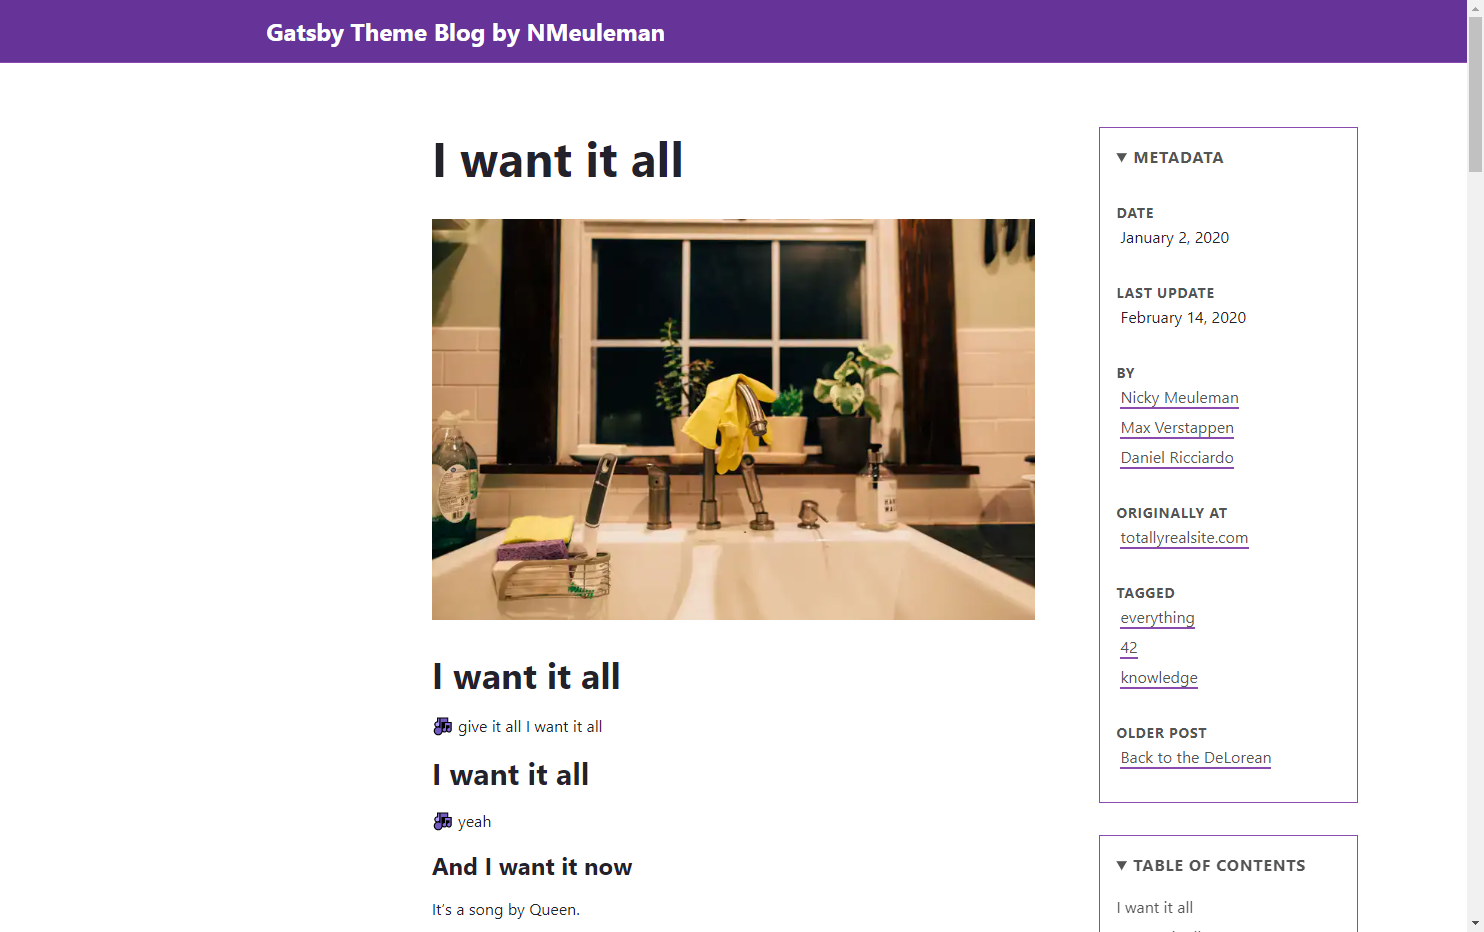 Gatsby Theme Blog by NMeuleman
I want it all
I want it all
give it all I want it all
I want it all
yeah
And I want it now
It's a song by Queen.
▼ METADATA
DATE
January 2, 2020
LAST UPDATE
February 14, 2020
BY
Nicky Meuleman
Max Verstappen
Daniel Ricciardo
ORIGINALLY AT
totallyrealsite.com
TAGGED
everything
42
knowledge
OLDER POST
Back to the DeLorean
▼ TABLE OF CONTENTS
I want it all